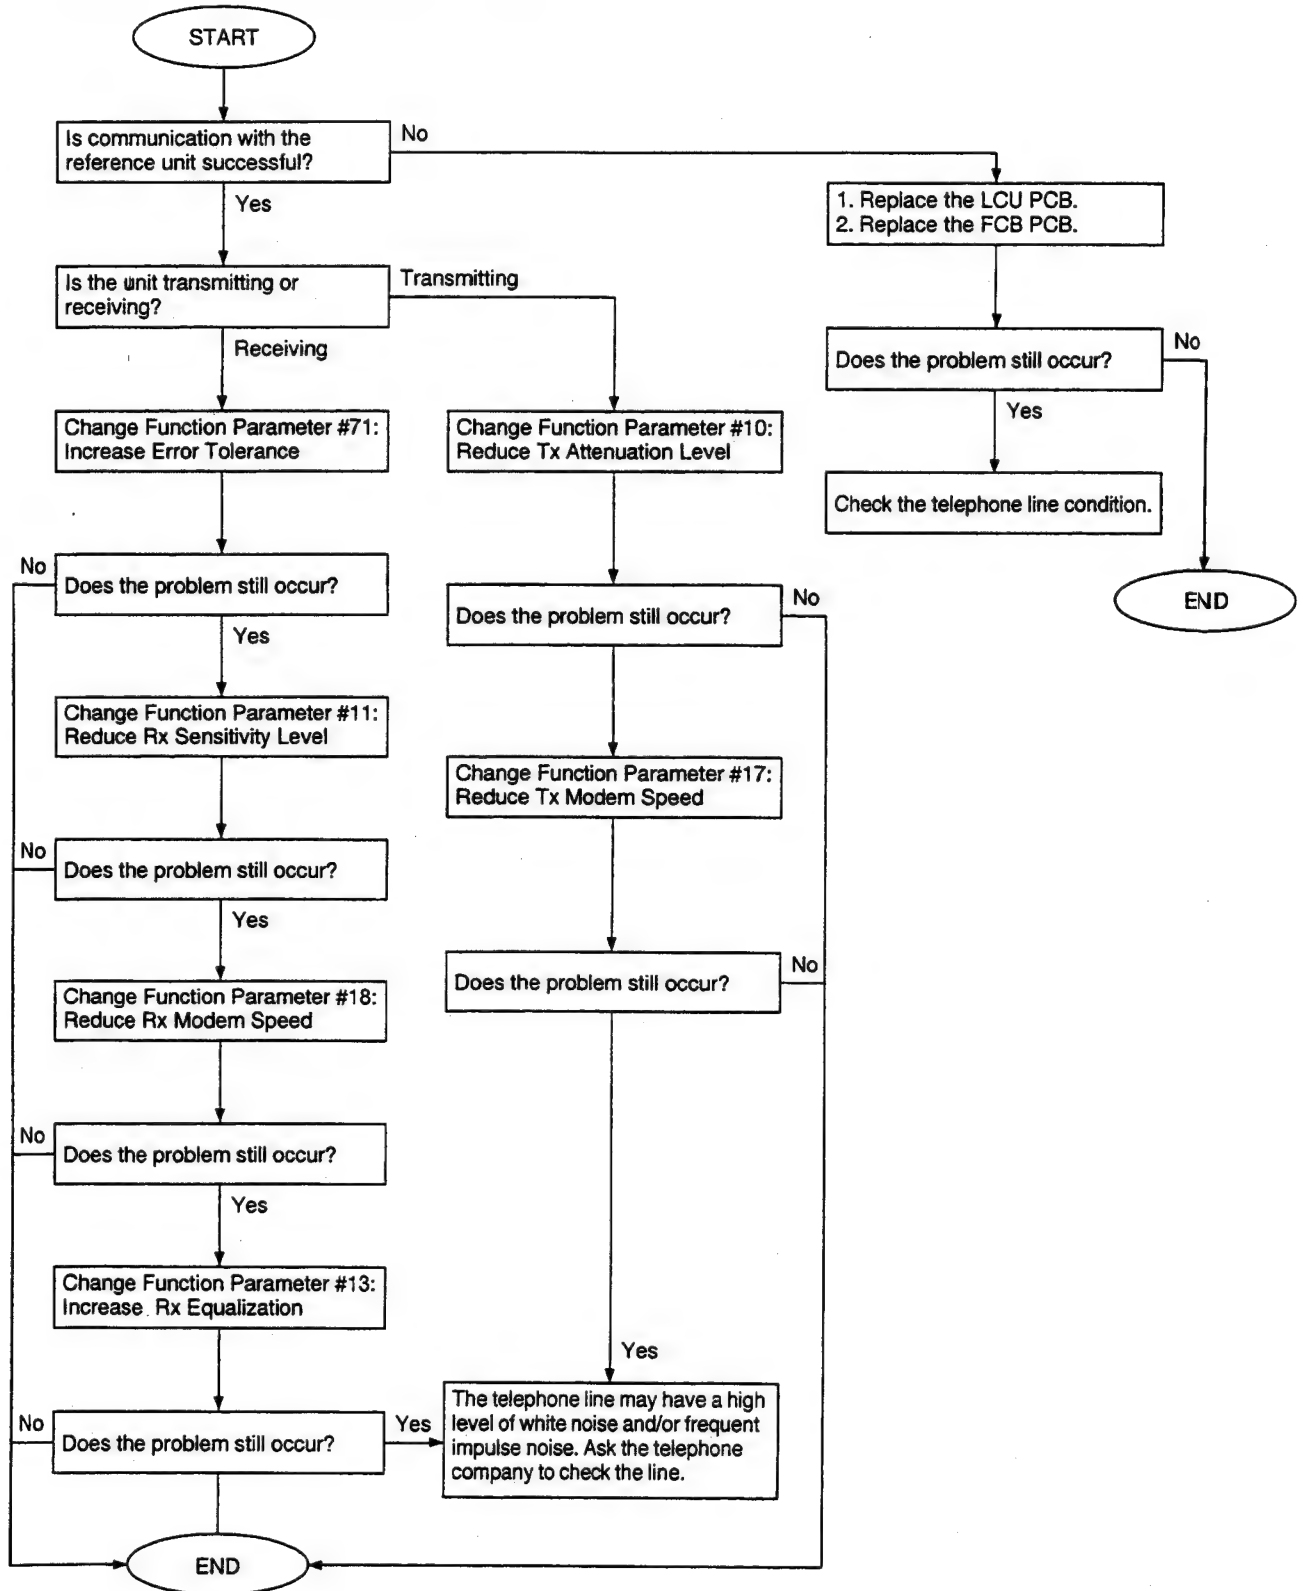 START
Is communication with the
reference unit successful?
No
Yes
1. Replace the LCU PCB.
2. Replace the FCB PCB.
Is the unit transmitting or
receiving?
Transmitting
Receiving
Does the problem still occur?
No
Yes
Change Function Parameter #71:
Increase Error Tolerance
Change Function Parameter #10:
Reduce Tx Attenuation Level
Check the telephone line condition.
No
Does the problem still occur?
Yes
Does the problem still occur?
No
END
Change Function Parameter #11:
Reduce Rx Sensitivity Level
Change Function Parameter #17:
Reduce Tx Modem Speed
No
Does the problem still occur?
Yes
Does the problem still occur?
No
Change Function Parameter #18:
Reduce Rx Modem Speed
No
Does the problem still occur?
Yes
Change Function Parameter #13:
Increase Rx Equalization
Yes
No
Does the problem still occur?
Yes
The telephone line may have a high
level of white noise and/or frequent
impulse noise. Ask the telephone
company to check the line.
END